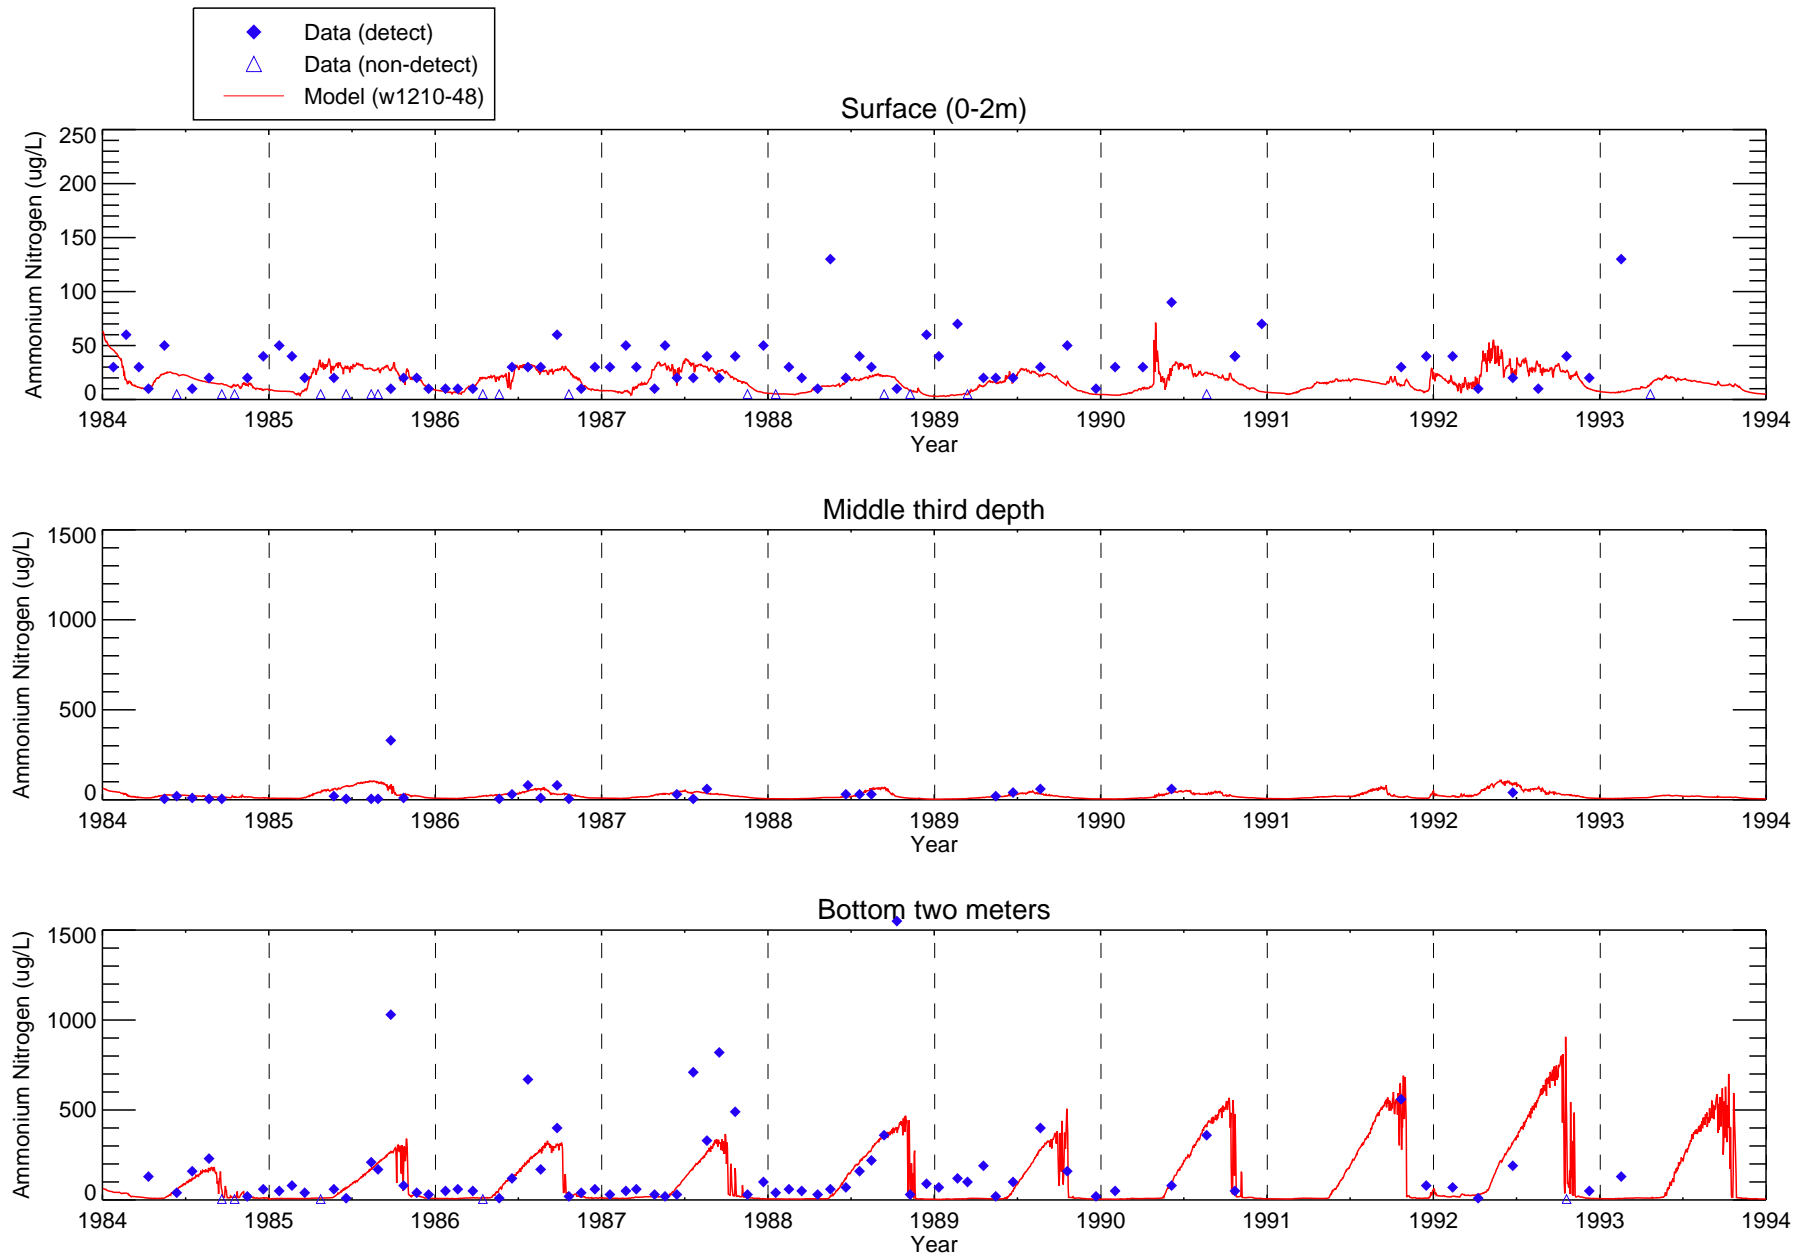 Data (detect)
Data (non-detect)
Model (w1210-48)
Surface (0-2m)
Ammonium Nitrogen (ug/L)
250
200
150
100
50
0
1984 1985 1986 1987 1988 1989 1990 1991 1992 1993 1994
Year
Middle third depth
Ammonium Nitrogen (ug/L)
1500
1000
500
0
1984 1985 1986 1987 1988 1989 1990 1991 1992 1993 1994
Year
Bottom two meters
Ammonium Nitrogen (ug/L)
1500
1000
500
0
1984 1985 1986 1987 1988 1989 1990 1991 1992 1993 1994
Year